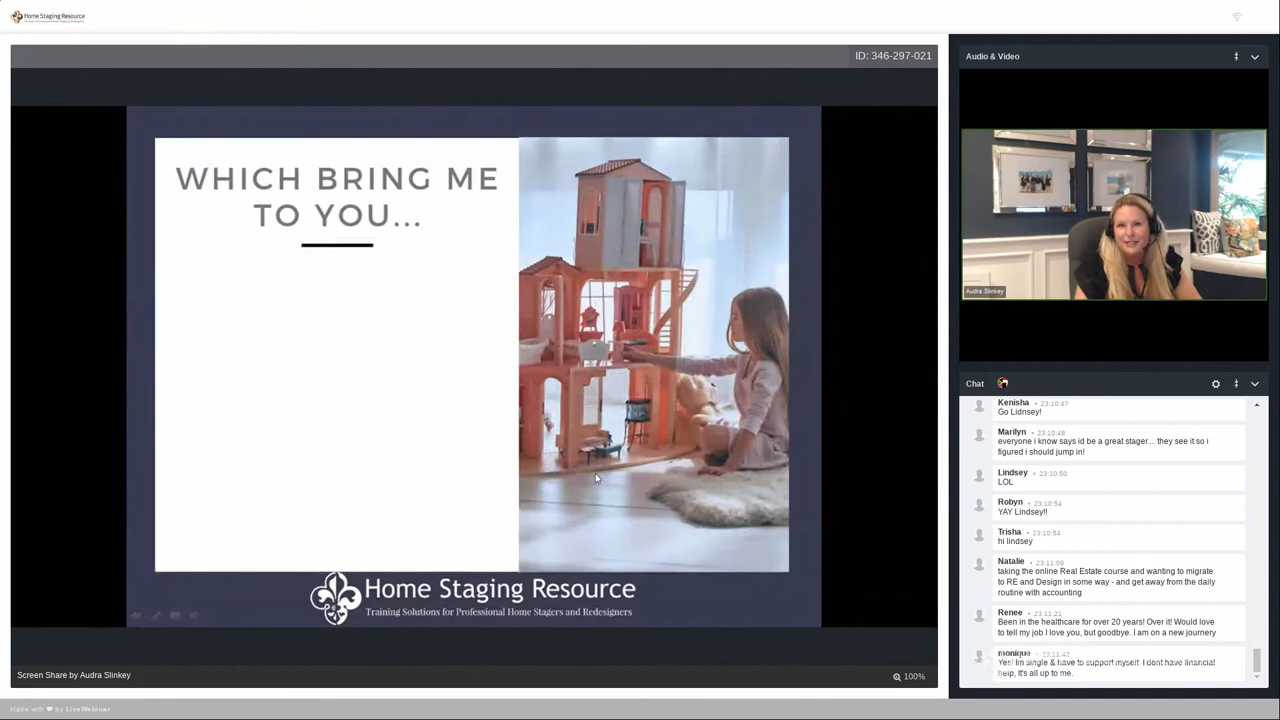 Home Staging Resource
ID: 346-297-021
WHICH BRING ME
TO YOU...
Home Staging Resource
Training Solutions for Professional Home Stagers and Redesigners
Screen Share by Audra Slinkey
100%
Made with ❤ by LiveWebinar
Audio & Video
Audra Slinkey
Chat
Kenisha • 23:10:47
Go Lidnsey!
Marilyn • 23:10:48
everyone i know says id be a great stager.... they see it so i
figured i should jump in!
Lindsey • 23:10:50
LOL
Robyn • 23:10:54
YAY Lindsey!!
Trisha • 23:10:54
hi lindsey
Natalie • 23:11:09
taking the online Real Estate course and wanting to migrate
to RE and Design in some way - and get away from the daily
routine with accounting
Renee • 23:11:21
Been in the healthcare for over 20 years! Over it! Would love
to tell my job I love you, but goodbye. I am on a new journery
monique • 23:11:42
Yes! Im single & have to support myself. I dont have financial
help, It's all up to me.